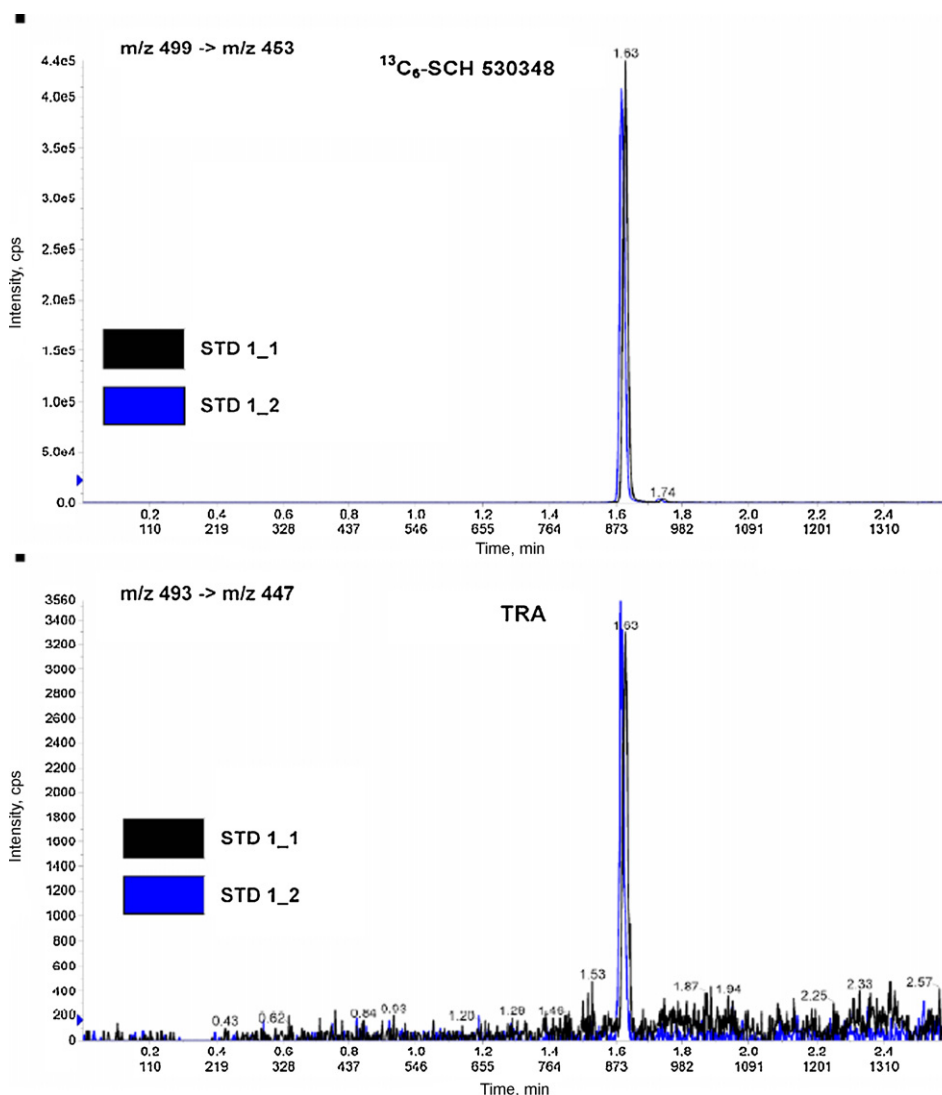 m/z 499 -> m/z 453
¹³C₆-SCH 530348
1.63
4.4e5
4.0e5
3.5e5
3.0e5
2.5e5
2.0e5
1.5e5
1.0e5
5.0e4
0.0
Intensity, cps
STD 1_1
STD 1_2
1.74
0.2 0.4 0.6 0.8 1.0 1.2 1.4 1.6 1.8 2.0 2.2 2.4
110 219 328 437 546 655 764 873 982 1091 1201 1310
Time, min
m/z 493 -> m/z 447
TRA
1.63
3560
3400
3200
3000
2800
2600
2400
2200
2000
1800
1600
1400
1200
1000
800
600
400
200
0
Intensity, cps
STD 1_1
STD 1_2
0.43 0.62 0.84 1.20 1.53 1.87 1.94 2.25 2.33 2.57
0.2 0.4 0.6 0.8 1.0 1.2 1.4 1.6 1.8 2.0 2.2 2.4
110 219 328 437 546 655 764 873 982 1091 1201 1310
Time, min